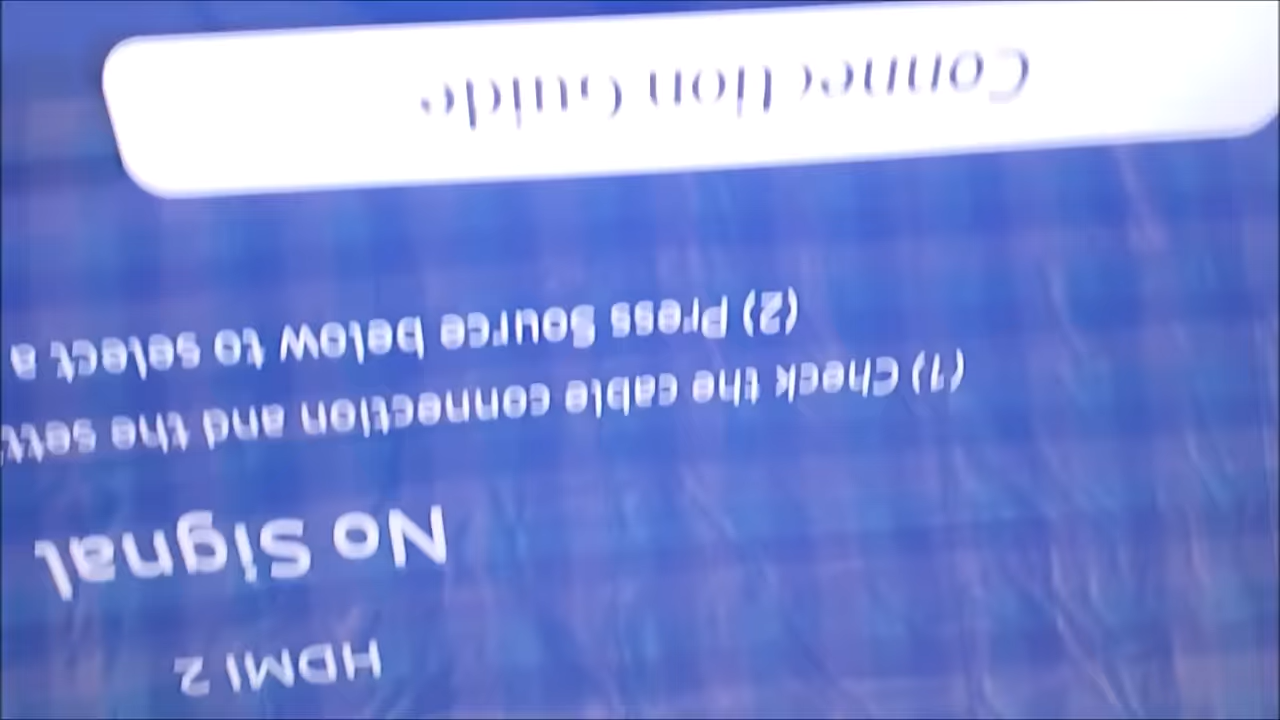 HDMI 2
No Signal
(1) Check the cable connection and the sett
(2) Press Source below to select a
Connection Guide